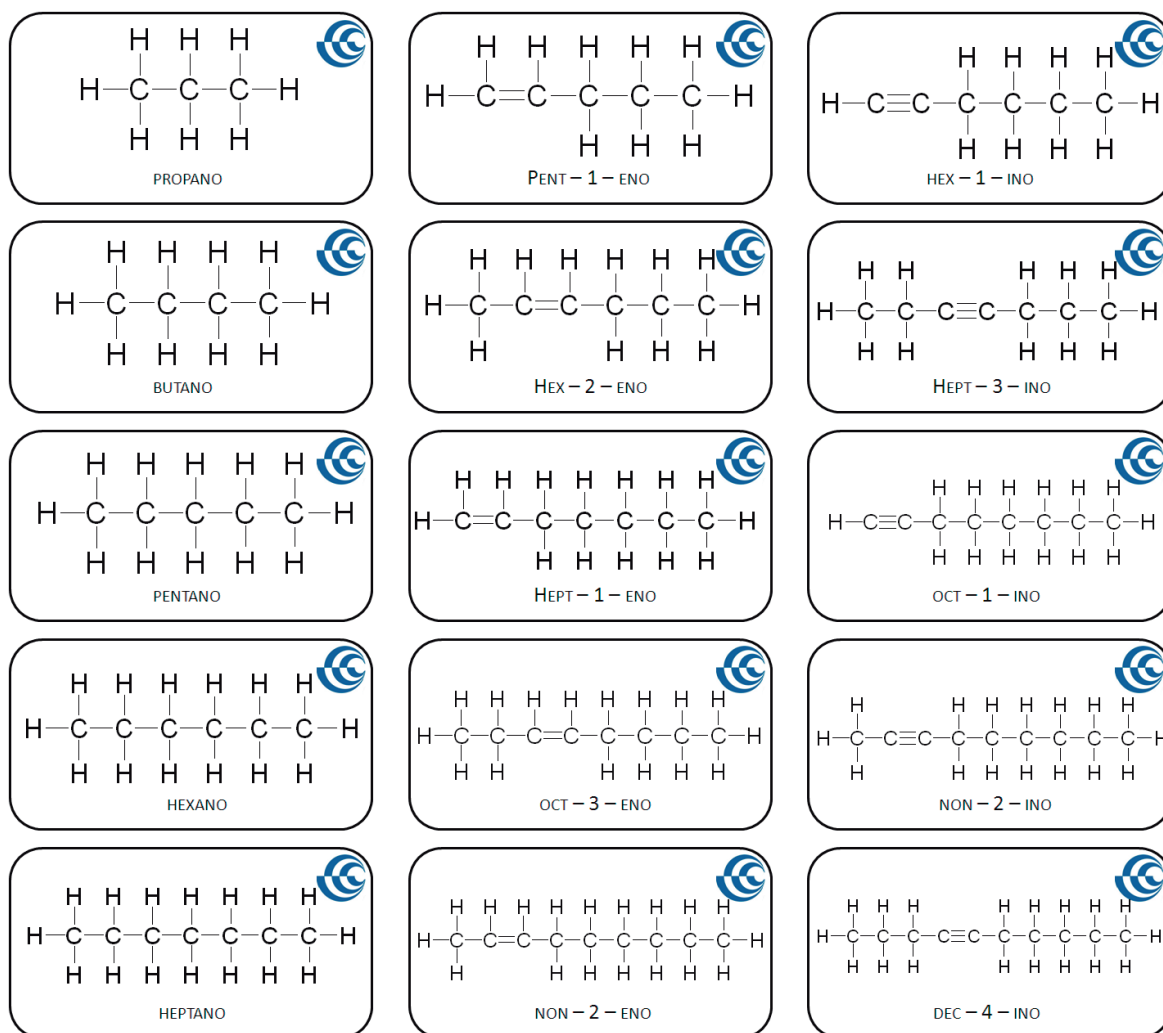 H H H
H—C—C—C—H
H H H
PROPANO
H H H H H
H—C=C—C—C—C—H
H H H
PENT – 1 – ENO
H H H H
H—C≡C—C—C—C—C—H
H H H H
HEX – 1 – INO
H H H H
H—C—C—C—C—H
H H H H
BUTANO
H H H H H H
H—C—C=C—C—C—C—H
H H H H
HEX – 2 – ENO
H H H H H
H—C—C—C≡C—C—C—C—H
H H H H H
HEPT – 3 – INO
H H H H H
H—C—C—C—C—C—H
H H H H H
PENTANO
H H H H H H H
H—C=C—C—C—C—C—C—H
H H H H H
HEPT – 1 – ENO
H H H H H H
H—C≡C—C—C—C—C—C—C—H
H H H H H H
OCT – 1 – INO
H H H H H H
H—C—C—C—C—C—C—H
H H H H H H
HEXANO
H H H H H H H H
H—C—C—C=C—C—C—C—C—H
H H H H H H
OCT – 3 – ENO
H H H H H H H
H—C—C≡C—C—C—C—C—C—C—H
H H H H H H H
NON – 2 – INO
H H H H H H H
H—C—C—C—C—C—C—C—H
H H H H H H H
HEPTANO
H H H H H H H H H
H—C—C=C—C—C—C—C—C—C—H
H H H H H H H
NON – 2 – ENO
H H H H H H H H
H—C—C—C—C≡C—C—C—C—C—C—H
H H H H H H H H
DEC – 4 – INO